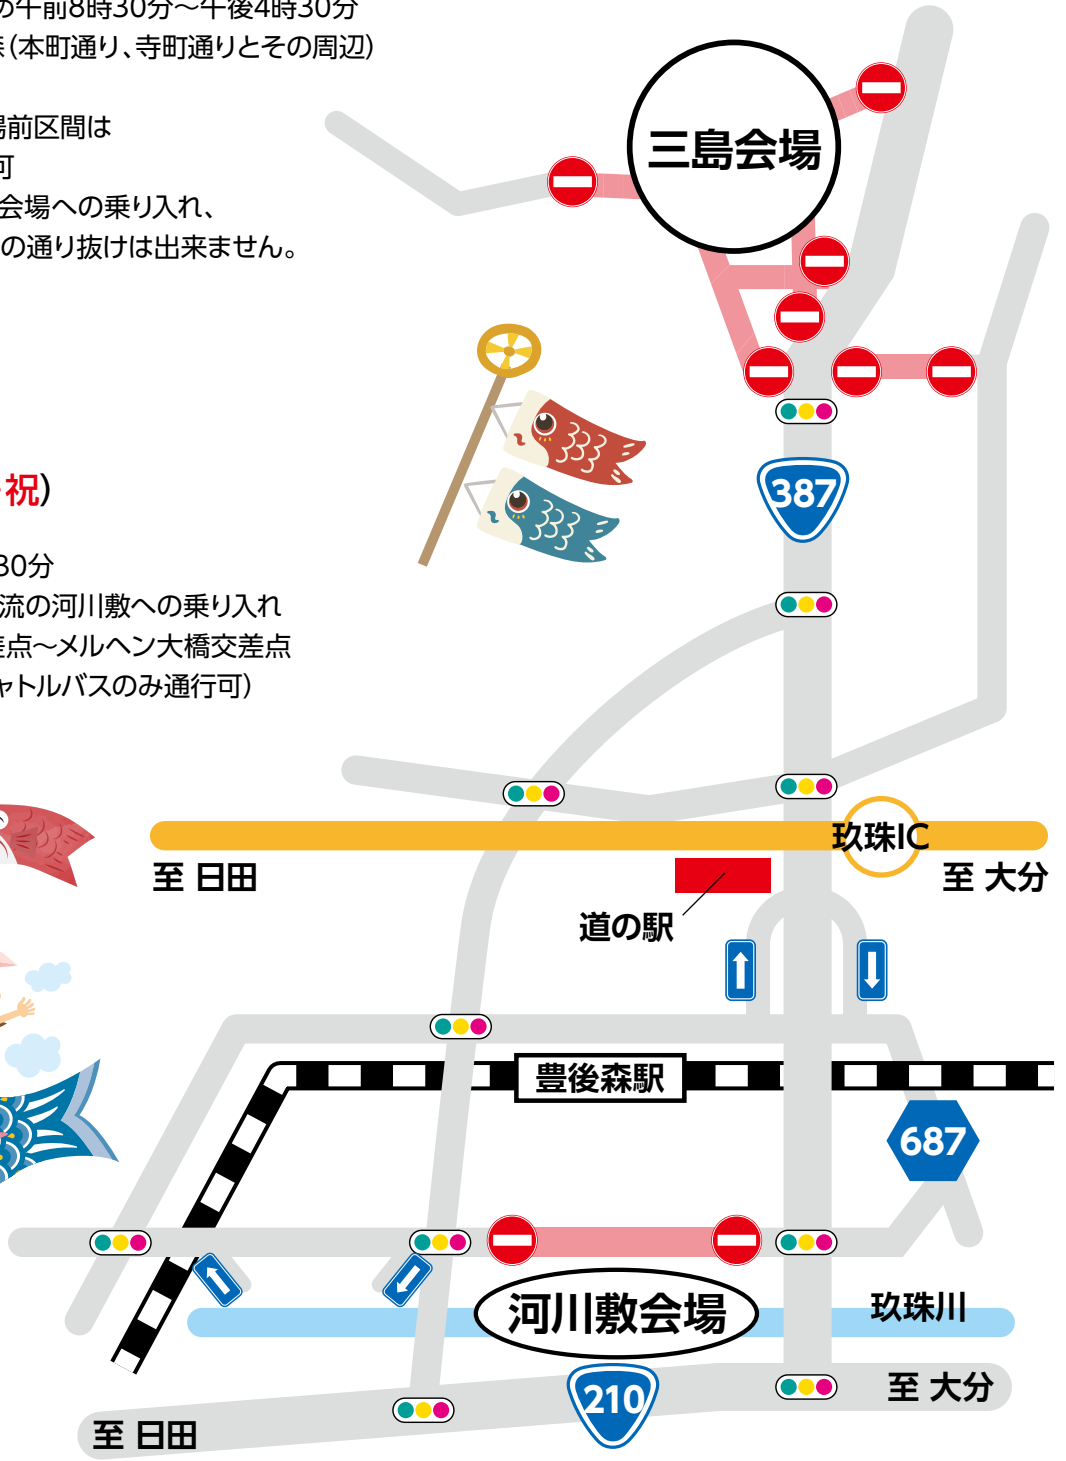 の午前8時30分～午後4時30分
（本町通り、寺町通りとその周辺）
場前区間は
可
会場への乗り入れ、
の通り抜けは出来ません。
祝）
30分
流の河川敷への乗り入れ
差点～メルヘン大橋交差点
ャトルバスのみ通行可）
三島会場
387
玖珠IC
至 日田
至 大分
道の駅
豊後森駅
687
河川敷会場
玖珠川
210
至 大分
至 日田